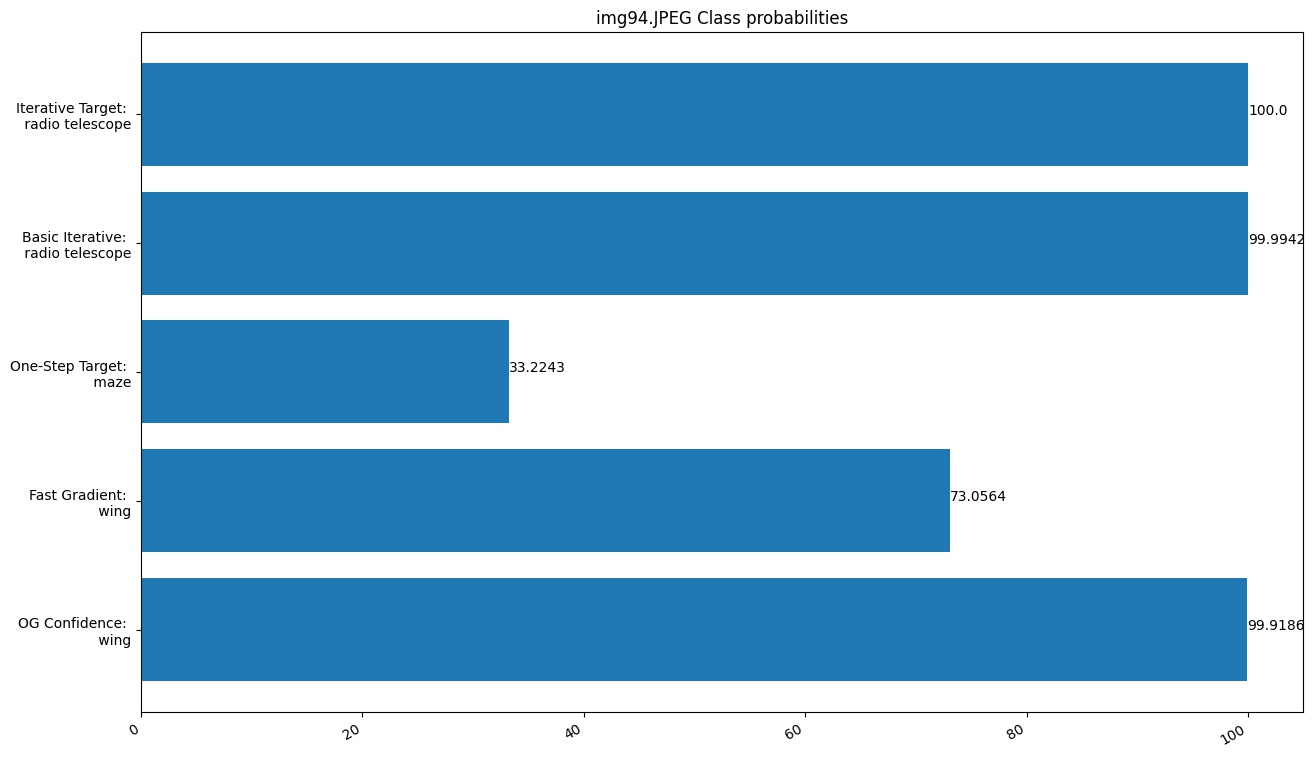 img94.JPEG Class probabilities
Iterative Target:
radio telescope
100.0
Basic Iterative:
radio telescope
99.9942
One-Step Target:
maze
33.2243
Fast Gradient:
wing
73.0564
OG Confidence:
wing
99.9186
0
20
40
60
80
100